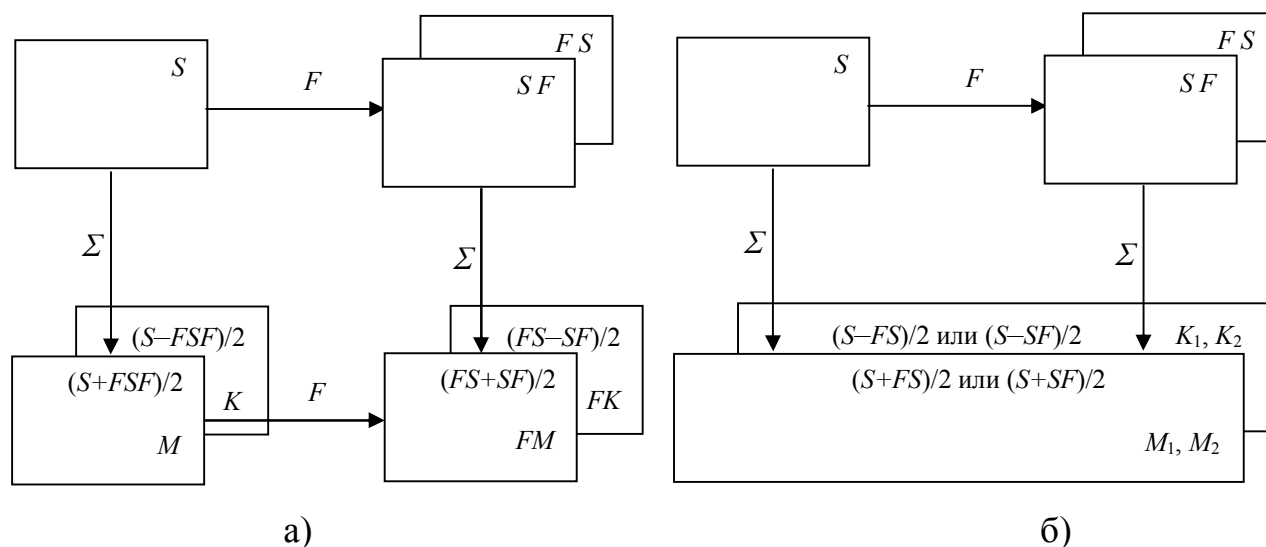 S
F
F S
S F
Σ
Σ
(S–FSF)/2
(S+FSF)/2
K
M
F
(FS–SF)/2
(FS+SF)/2
FK
FM
а)
S
F
F S
S F
Σ
Σ
(S–FS)/2 или (S–SF)/2
K1, K2
(S+FS)/2 или (S+SF)/2
M1, M2
б)